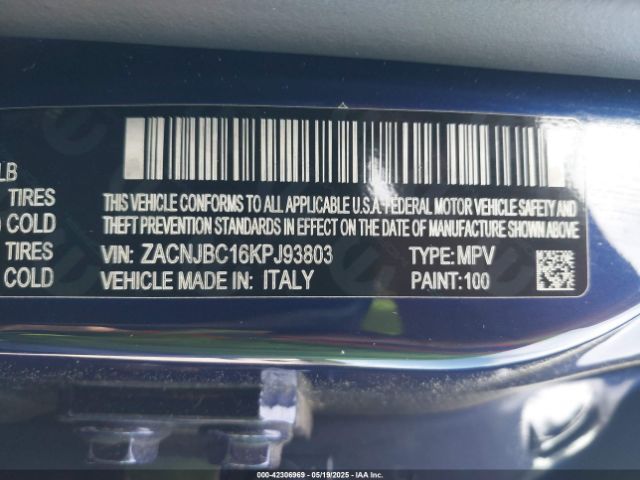 LB
TIRES
COLD
TIRES
COLD
THIS VEHICLE CONFORMS TO ALL APPLICABLE U.S.A. FEDERAL MOTOR VEHICLE SAFETY AND
THEFT PREVENTION STANDARDS IN EFFECT ON THE DATE OF MANUFACTURE SHOWN ABOVE.
VIN: ZACNJBC16KPJ93803 TYPE: MPV
VEHICLE MADE IN: ITALY PAINT: 100
000-42306969 - 05/19/2025 - IAAI.COM